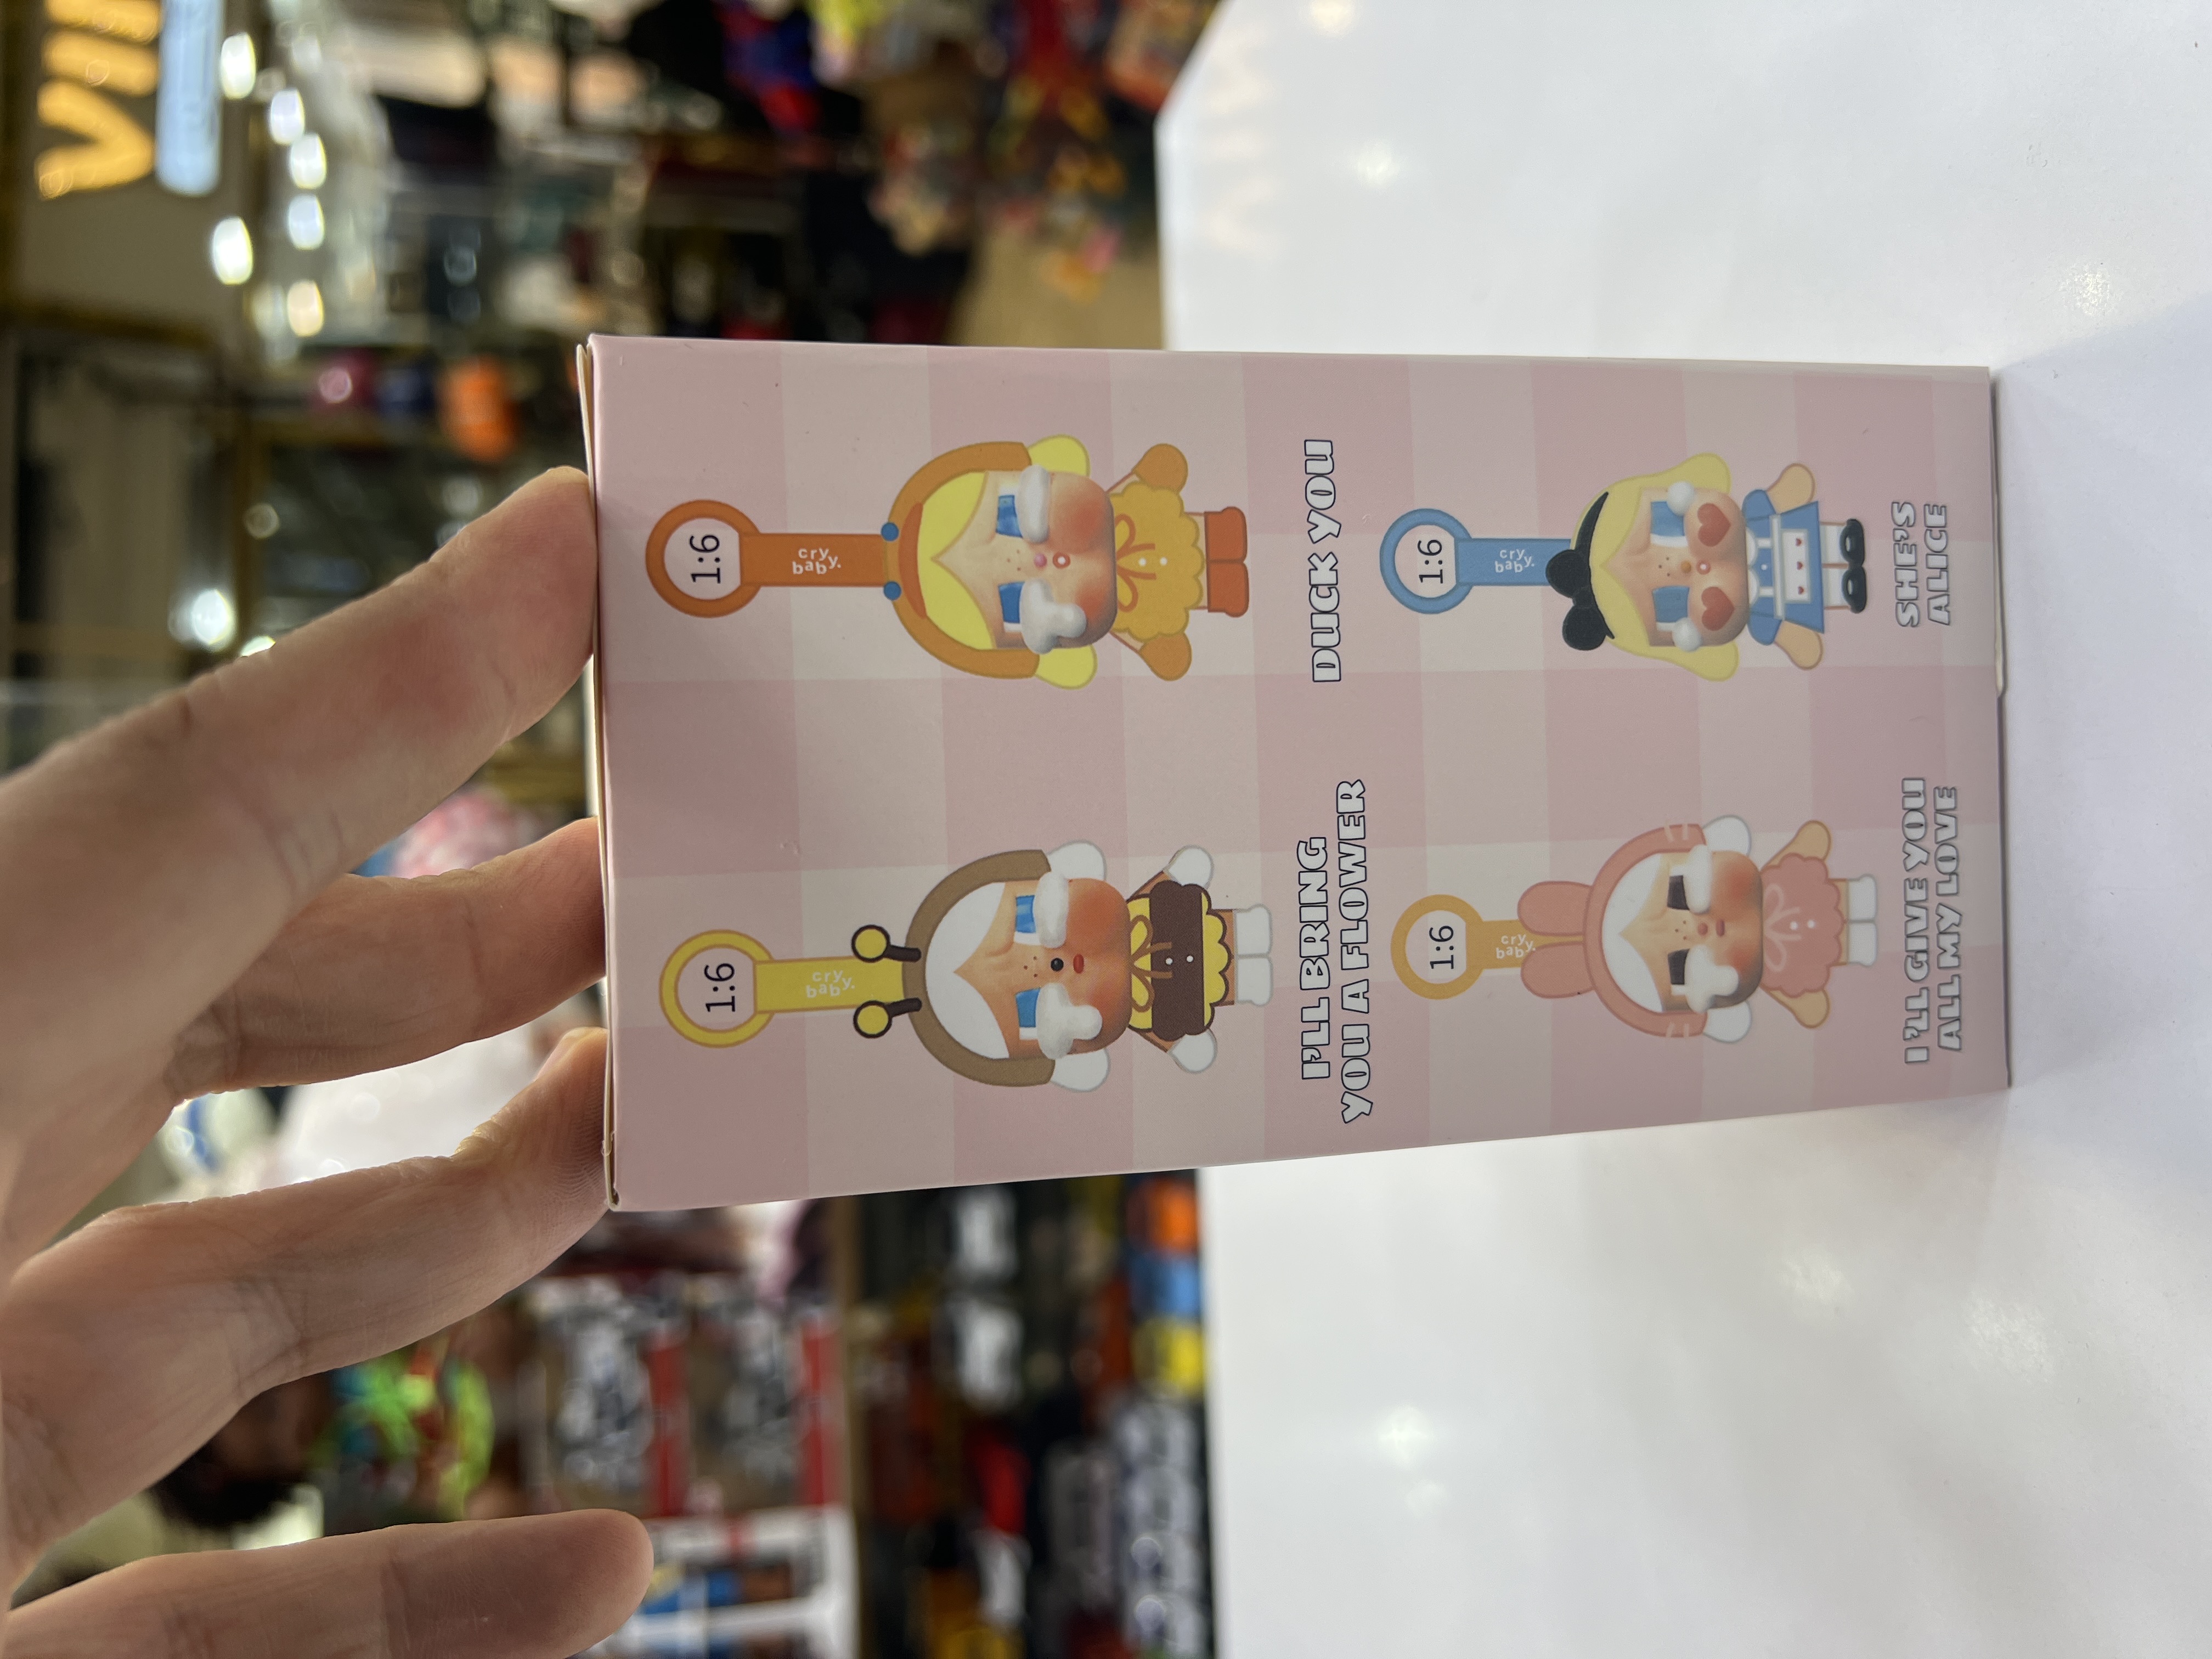 1:6
cry
baby.
I'LL BRING
YOU A FLOWER
1:6
cry
baby.
DUCK YOU
1:6
cry
baby.
I'LL GIVE YOU
ALL MY LOVE
1:6
cry
baby.
SHE'S
ALICE